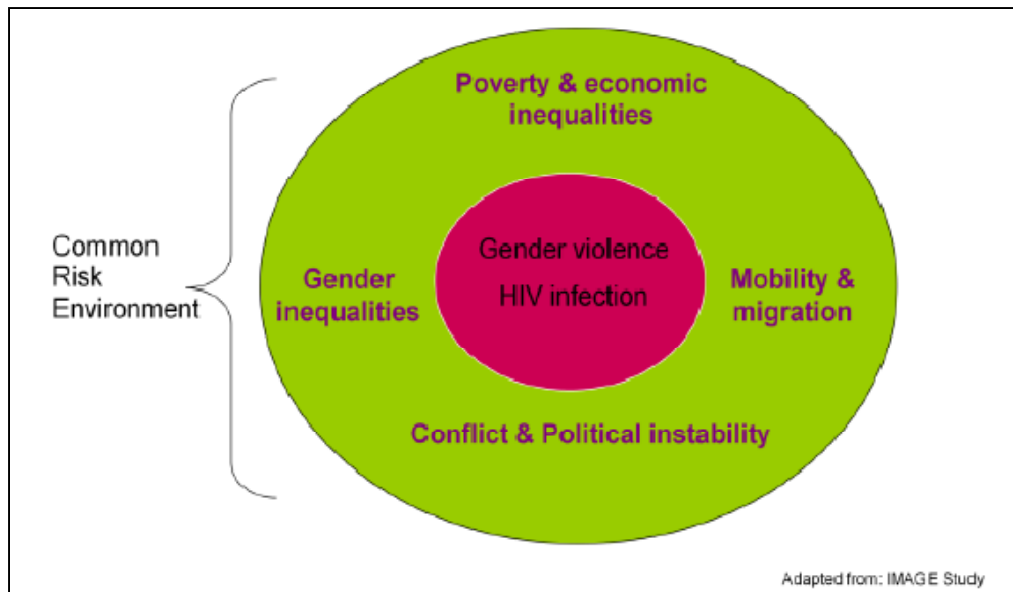 Poverty & economic
inequalities
Common
Risk
Environment
Gender
inequalities
Gender violence
HIV infection
Mobility &
migration
Conflict & Political instability
Adapted from: IMAGE Study